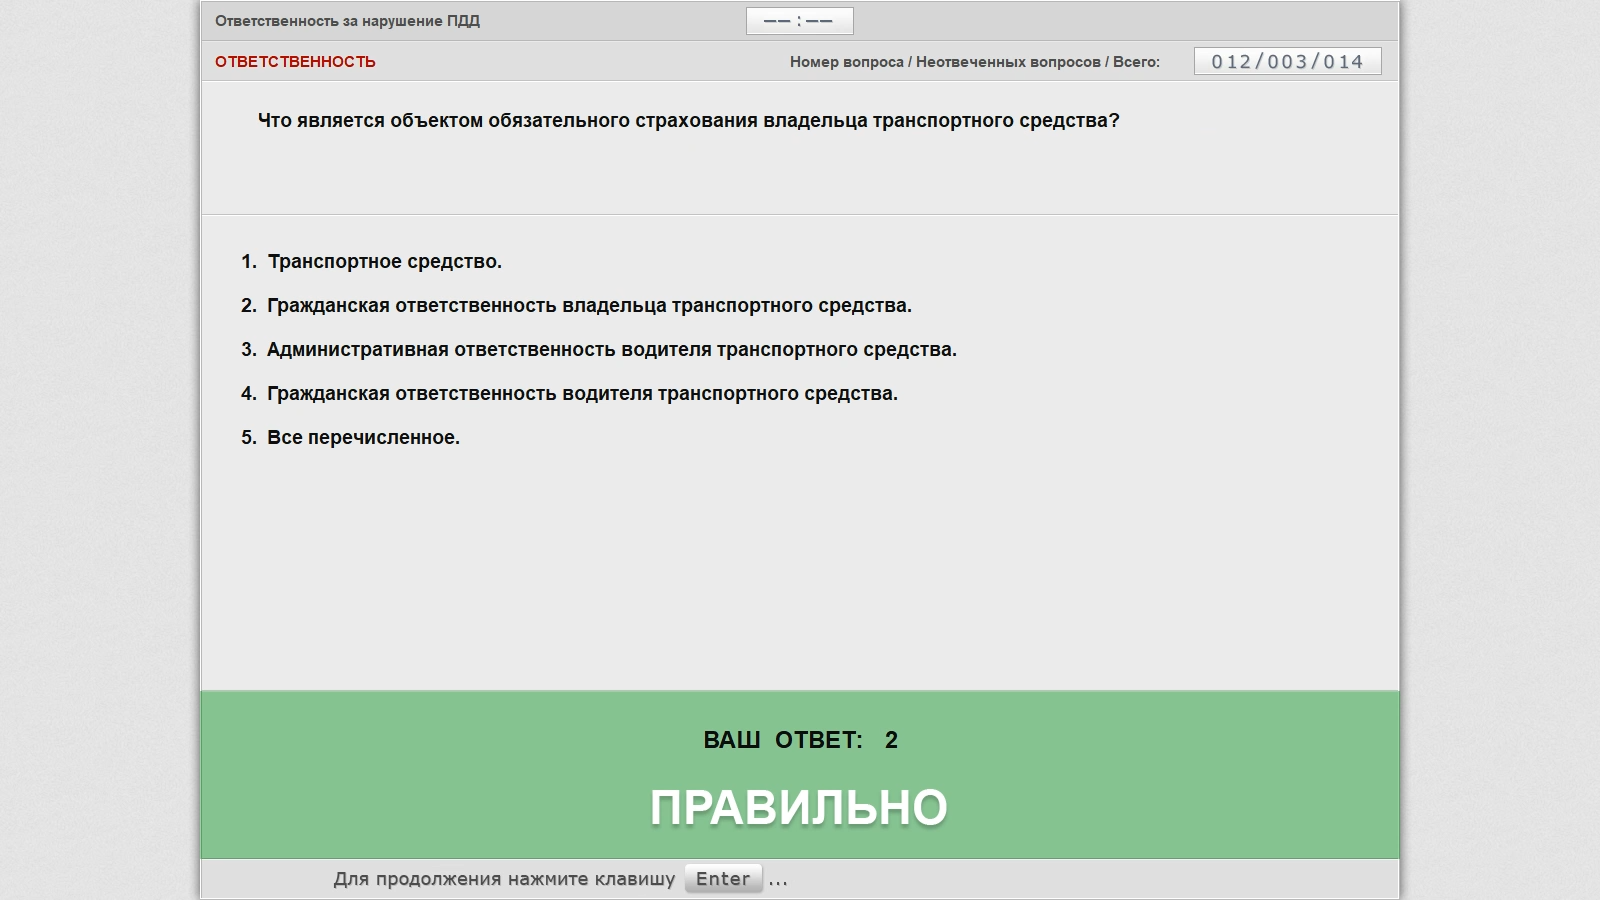 Ответственность за нарушение ПДД
––:––
ОТВЕТСТВЕННОСТЬ
Номер вопроса / Неотвеченных вопросов / Всего:
012/003/014
Что является объектом обязательного страхования владельца транспортного средства?
1. Транспортное средство.
2. Гражданская ответственность владельца транспортного средства.
3. Административная ответственность водителя транспортного средства.
4. Гражданская ответственность водителя транспортного средства.
5. Все перечисленное.
ВАШ ОТВЕТ: 2
ПРАВИЛЬНО
Для продолжения нажмите клавишу Enter ...